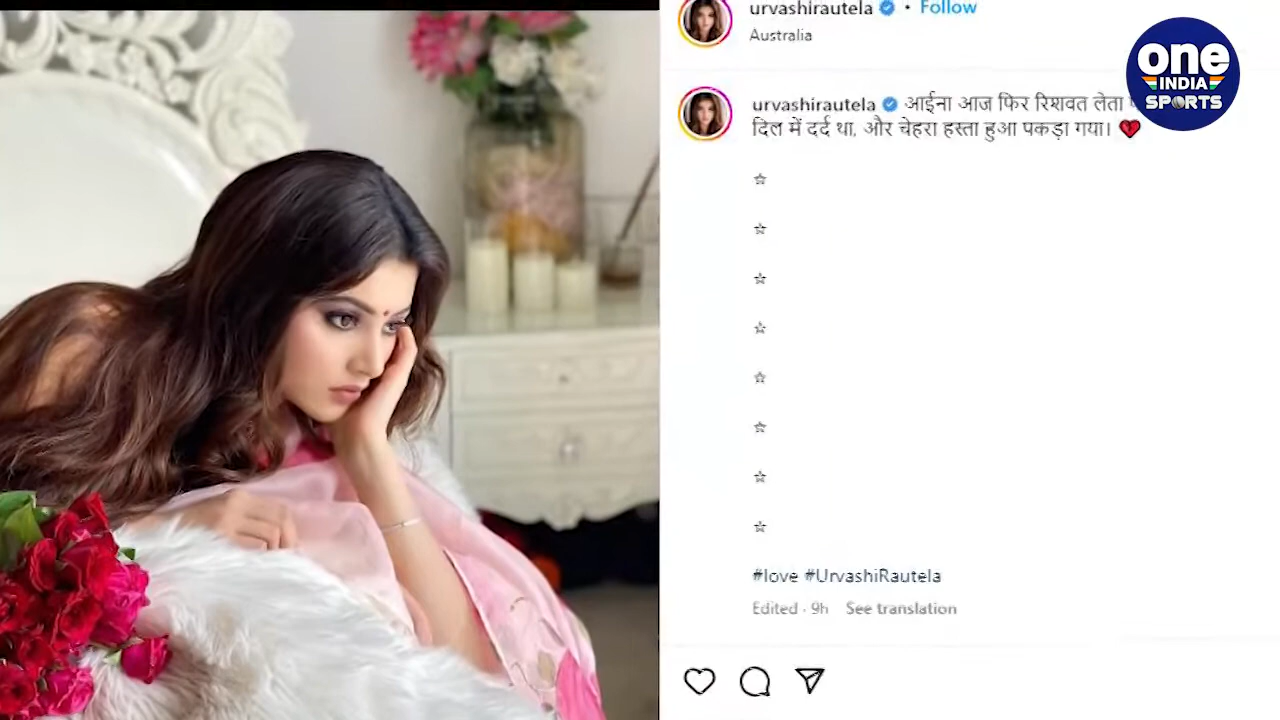 urvashirautela • Follow
Australia
one
INDIA
SPORTS
urvashirautela आईना आज फिर रिशवत लेता
दिल में दर्द था, और चेहरा हस्ता हुआ पकड़ा गया। 💔
☆
☆
☆
☆
☆
☆
☆
☆
#love #UrvashiRautela
Edited · 9h See translation